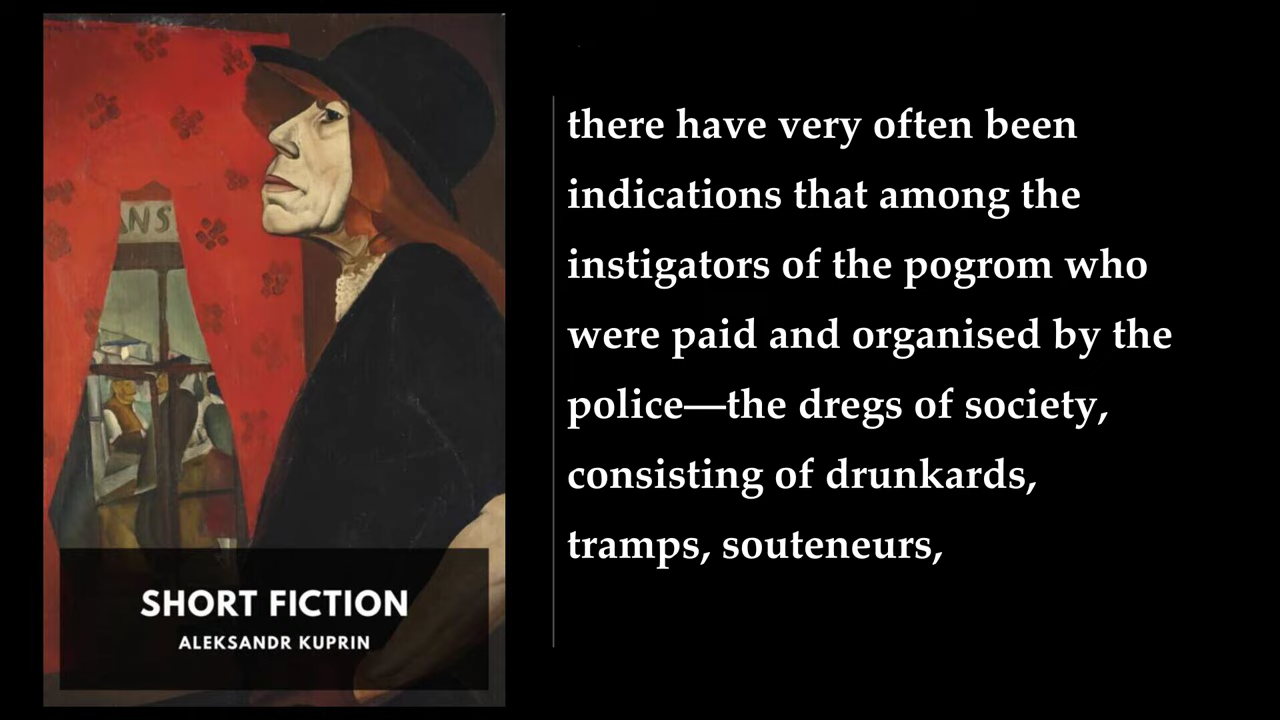 ANS
SHORT FICTION
ALEKSANDR KUPRIN
there have very often been
indications that among the
instigators of the pogrom who
were paid and organised by the
police—the dregs of society,
consisting of drunkards,
tramps, souteneurs,